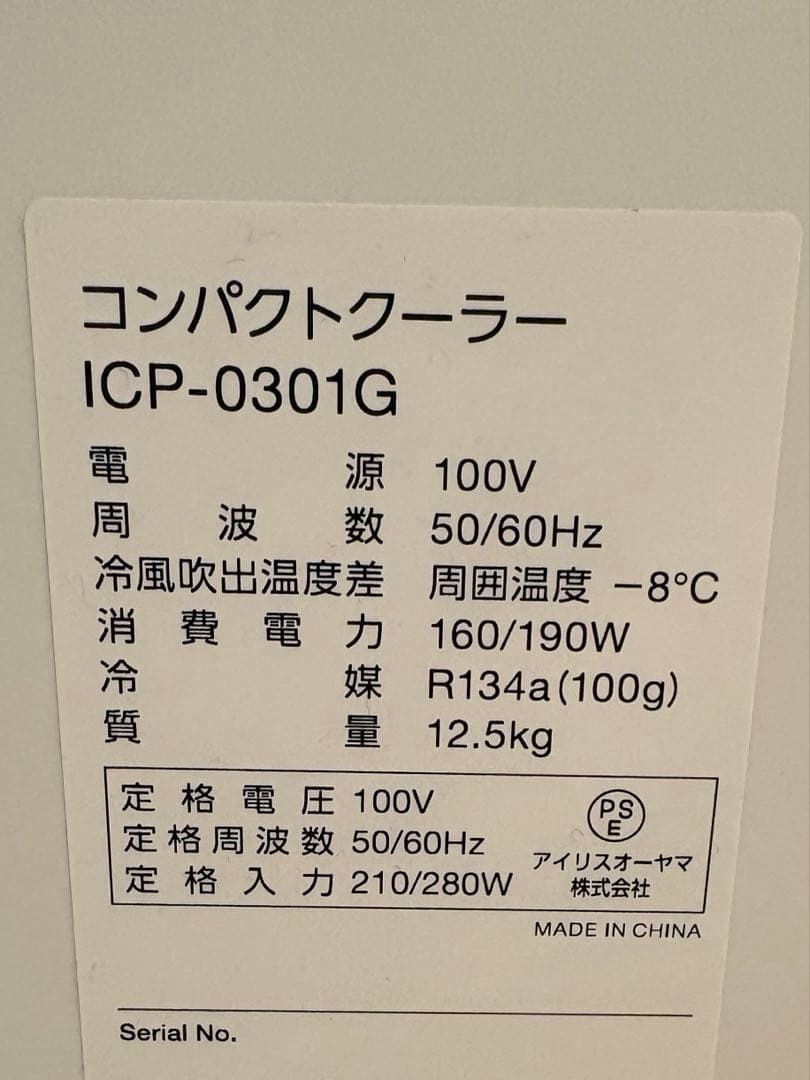 コンパクトクーラー
ICP-0301G
電源 100V
周波数 50/60Hz
冷風吹出温度差 周囲温度 −8℃
消費電力 160/190W
冷媒 R134a(100g)
質量 12.5kg
定格電圧 100V
定格周波数 50/60Hz
定格入力 210/280W
PS
E
アイリスオーヤマ
株式会社
MADE IN CHINA
Serial No.